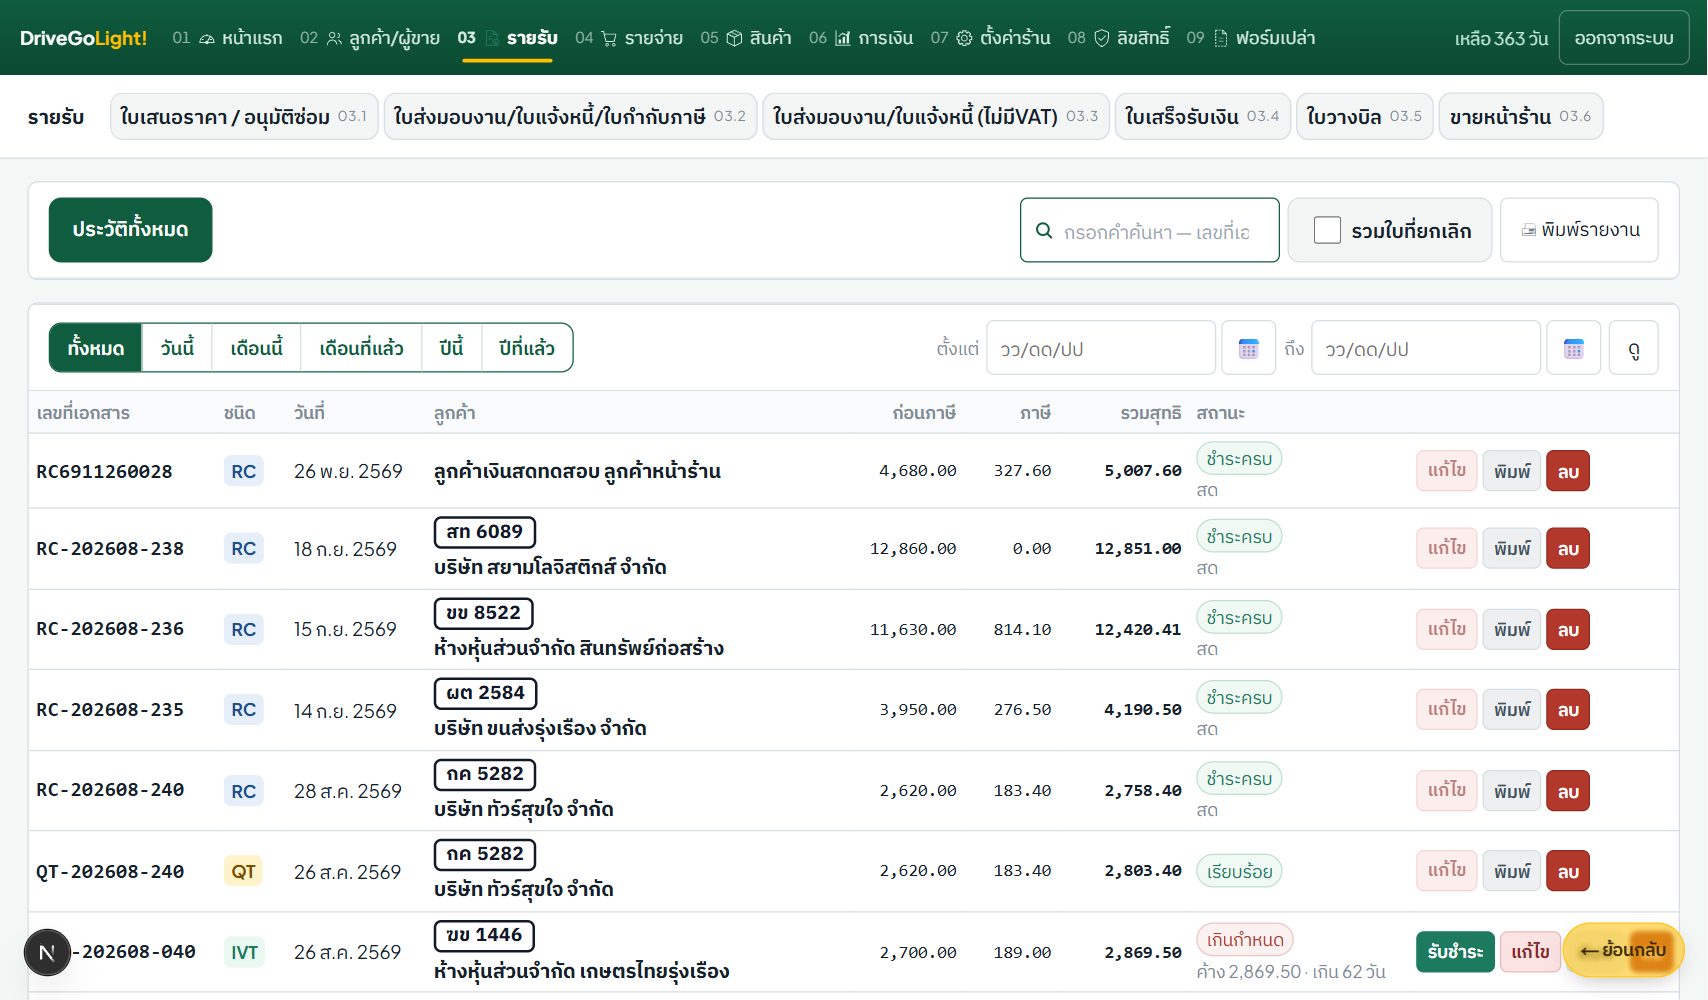 DriveGoLight! 01 หน้าแรก 02 ลูกค้า/ผู้ขาย 03 รายรับ 04 รายจ่าย 05 สินค้า 06 การเงิน 07 ตั้งค่าร้าน 08 ลิขสิทธิ์ 09 ฟอร์มเปล่า เหลือ 363 วัน ออกจากระบบ
รายรับ ใบเสนอราคา / อนุมัติซ่อม 03.1 ใบส่งมอบงาน/ใบแจ้งหนี้/ใบกำกับภาษี 03.2 ใบส่งมอบงาน/ใบแจ้งหนี้ (ไม่มีVAT) 03.3 ใบเสร็จรับเงิน 03.4 ใบวางบิล 03.5 ขายหน้าร้าน 03.6
ประวัติทั้งหมด กรอกคำค้นหา — เลขที่เอ รวมใบที่ยกเลิก พิมพ์รายงาน
ทั้งหมด วันนี้ เดือนนี้ เดือนที่แล้ว ปีนี้ ปีที่แล้ว ตั้งแต่ วว/ดด/ปป ถึง วว/ดด/ปป ดู
เลขที่เอกสาร ชนิด วันที่ ลูกค้า ก่อนภาษี ภาษี รวมสุทธิ สถานะ
RC6911260028 RC 26 พ.ย. 2569 ลูกค้าเงินสดทดสอบ ลูกค้าหน้าร้าน 4,680.00 327.60 5,007.60 ชำระครบ แก้ไข พิมพ์ ลบ
สด
สท 6089
RC-202608-238 RC 18 ก.ย. 2569 12,860.00 0.00 12,851.00 ชำระครบ แก้ไข พิมพ์ ลบ
บริษัท สยามโลจิสติกส์ จำกัด สด
ขข 8522
RC-202608-236 RC 15 ก.ย. 2569 11,630.00 814.10 12,420.41 ชำระครบ แก้ไข พิมพ์ ลบ
ห้างหุ้นส่วนจำกัด สินทรัพย์ก่อสร้าง สด
ผต 2584
RC-202608-235 RC 14 ก.ย. 2569 3,950.00 276.50 4,190.50 ชำระครบ แก้ไข พิมพ์ ลบ
บริษัท ขนส่งรุ่งเรือง จำกัด สด
กค 5282
RC-202608-240 RC 28 ส.ค. 2569 2,620.00 183.40 2,758.40 ชำระครบ แก้ไข พิมพ์ ลบ
บริษัท ทัวร์สุขใจ จำกัด สด
กค 5282
QT-202608-240 QT 26 ส.ค. 2569 2,620.00 183.40 2,803.40 เรียบร้อย แก้ไข พิมพ์ ลบ
บริษัท ทัวร์สุขใจ จำกัด
ฆข 1446
N -202608-040 IVT 26 ส.ค. 2569 2,700.00 189.00 2,869.50 เกินกำหนด รับชำระ แก้ไข ←ย้อนกลับ
ห้างหุ้นส่วนจำกัด เกษตรไทยรุ่งเรือง ค้าง 2,869.50 · เกิน 62 วัน